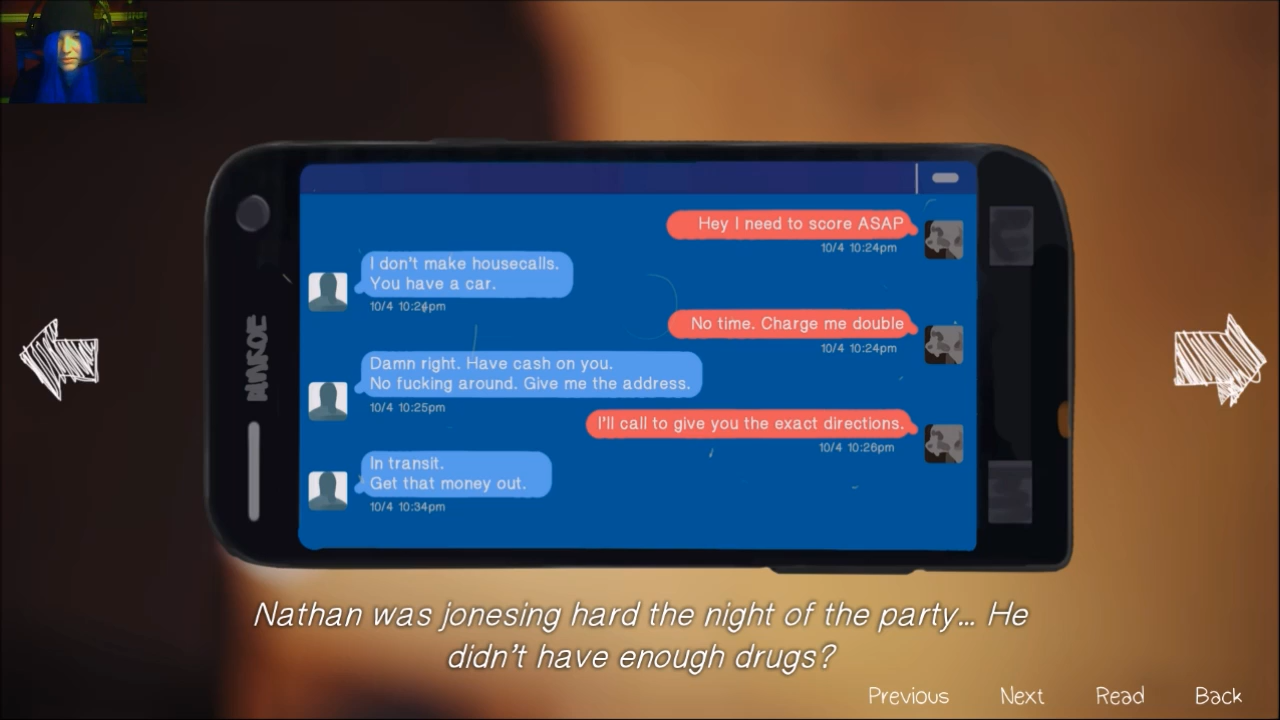 Hey I need to score ASAP
10/4 10:24pm
I don't make housecalls.
You have a car.
10/4 10:24pm
No time. Charge me double
10/4 10:24pm
Damn right. Have cash on you.
No fucking around. Give me the address.
10/4 10:25pm
I'll call to give you the exact directions.
10/4 10:26pm
In transit.
Get that money out.
10/4 10:34pm
Nathan was jonesing hard the night of the party... He
didn't have enough drugs?
Previous Next Read Back